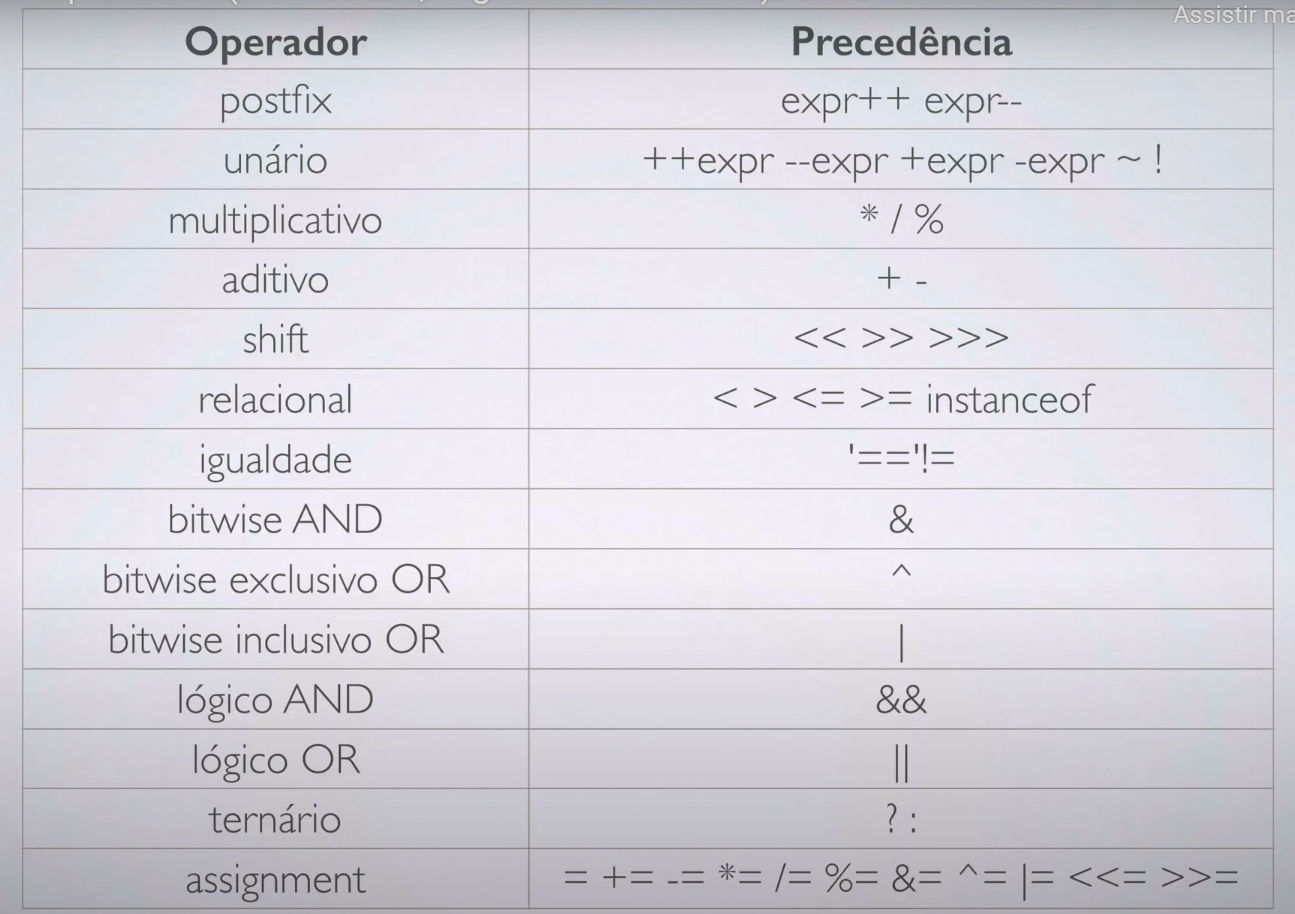 Assistir ma
Operador Precedência
postfix expr++ expr--
unário ++expr --expr +expr -expr ~ !
multiplicativo * / %
aditivo + -
shift << >> >>>
relacional < > <= >= instanceof
igualdade '=='!=
bitwise AND &
bitwise exclusivo OR ^
bitwise inclusivo OR |
lógico AND &&
lógico OR ||
ternário ? :
assignment = += -= *= /= %= &= ^= |= <<= >>=